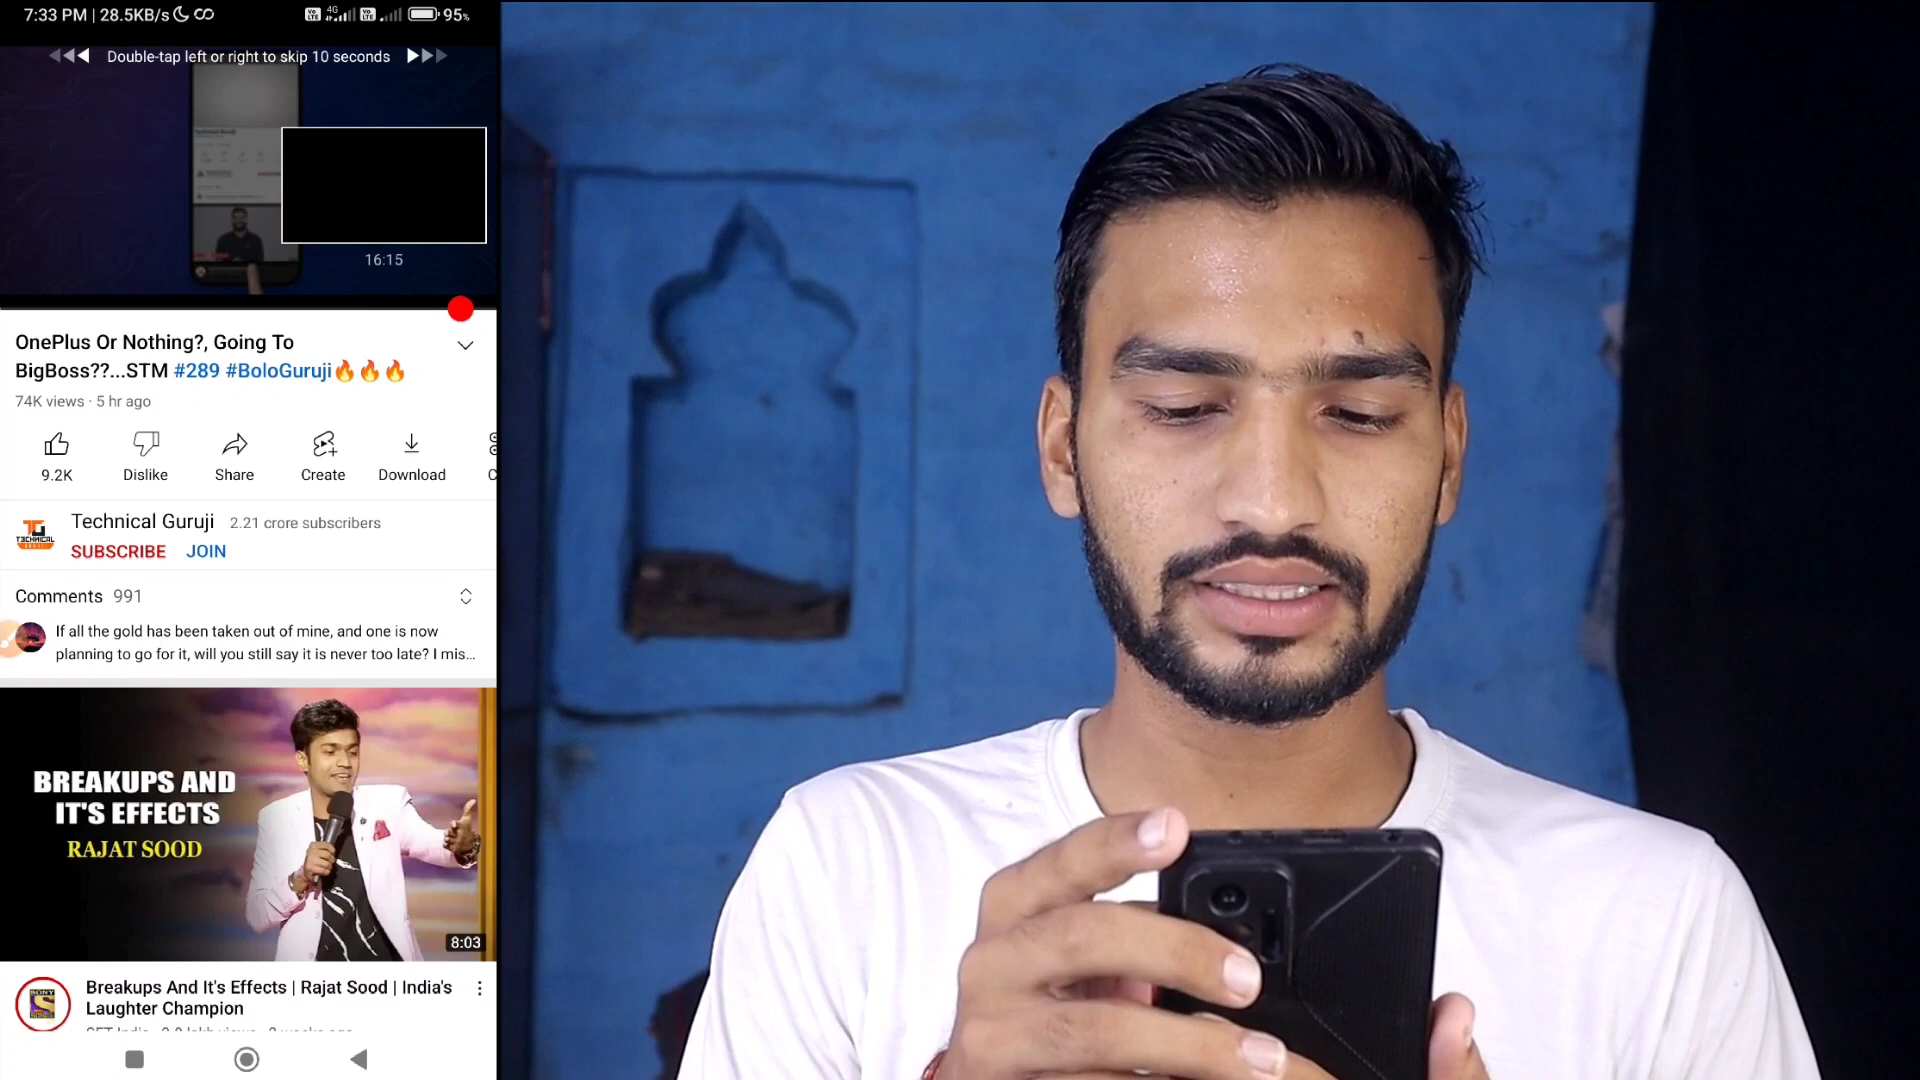 7:33 PM | 28.5KB/s
4G
95%
Double-tap left or right to skip 10 seconds
16:15
OnePlus Or Nothing?, Going To
BigBoss??...STM #289 #BoloGuruji🔥🔥🔥
74K views · 5 hr ago
9.2K
Dislike
Share
Create
Download
C
Technical Guruji 2.21 crore subscribers
SUBSCRIBE JOIN
Comments 991
If all the gold has been taken out of mine, and one is now
planning to go for it, will you still say it is never too late? I mis...
BREAKUPS AND
IT'S EFFECTS
RAJAT SOOD
8:03
Breakups And It's Effects | Rajat Sood | India's
Laughter Champion